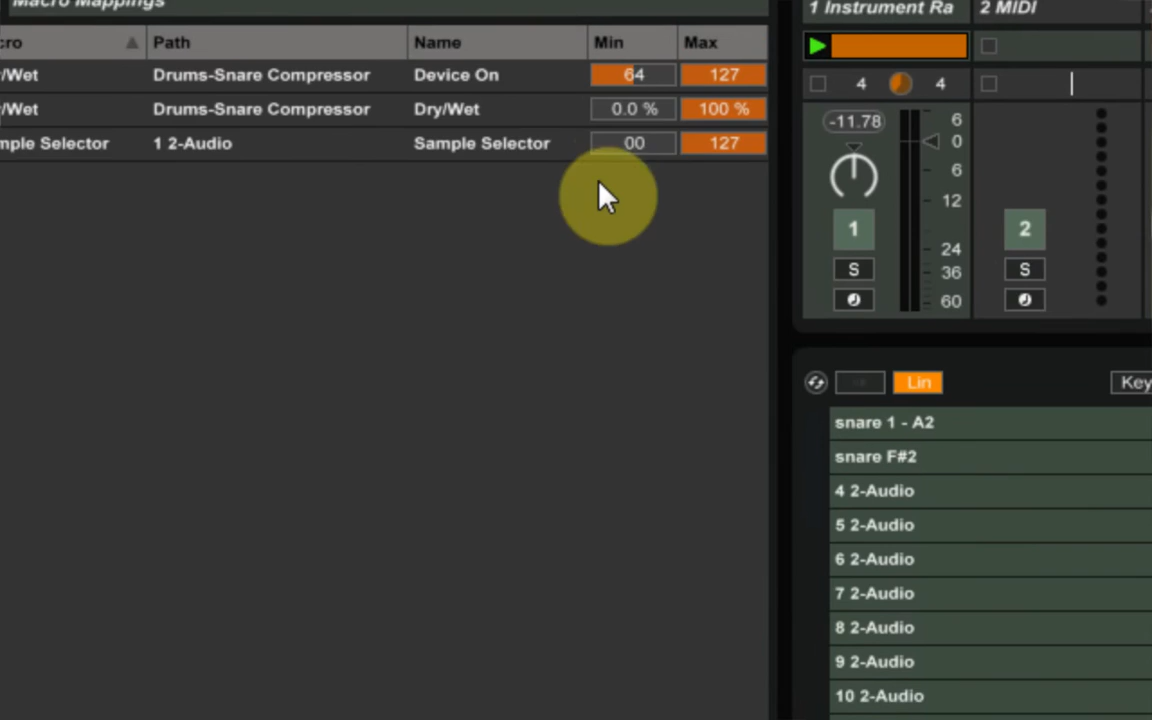 Macro Mappings
cro Path Name Min Max
/Wet Drums-Snare Compressor Device On 64 127
/Wet Drums-Snare Compressor Dry/Wet 0.0 % 100 %
mple Selector 1 2-Audio Sample Selector 00 127
1 Instrument Ra 2 MIDI
4 4
-11.78
6
0
6
12
24
36
60
1 2
S S
Lin Key
snare 1 - A2
snare F#2
4 2-Audio
5 2-Audio
6 2-Audio
7 2-Audio
8 2-Audio
9 2-Audio
10 2-Audio